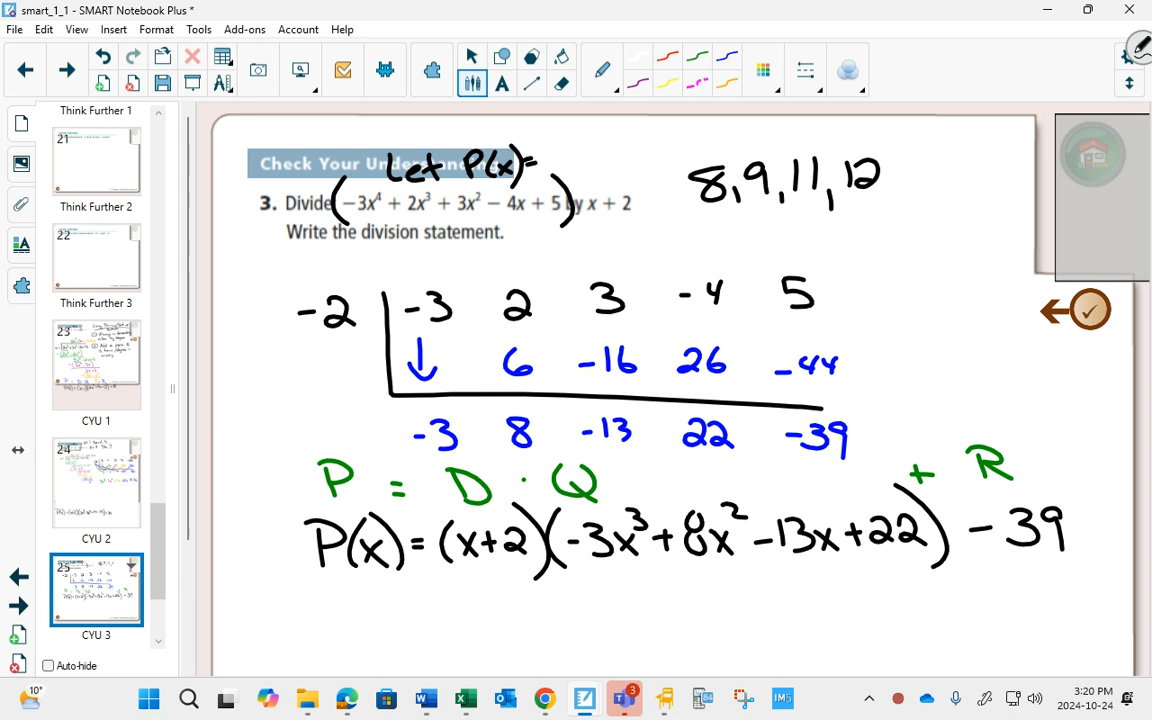 smart_1_1 - SMART Notebook Plus *
File Edit View Insert Format Tools Add-ons Account Help
Think Further 1
21
Think Further 2
22
Think Further 3
23
CYU 1
24
CYU 2
25
CYU 3
Auto-hide
Let P(x)=
8, 9, 11, 12
3. Divide (−3x⁴ + 2x³ + 3x² − 4x + 5) by x + 2
Write the division statement.
-2 -3 2 3 -4 5
↓ 6 -16 26 -44
-3 8 -13 22 -39
P = D · Q + R
P(x) = (x+2)(-3x³ + 8x² - 13x + 22) - 39
10°
3
IMS
3:20 PM
2024-10-24